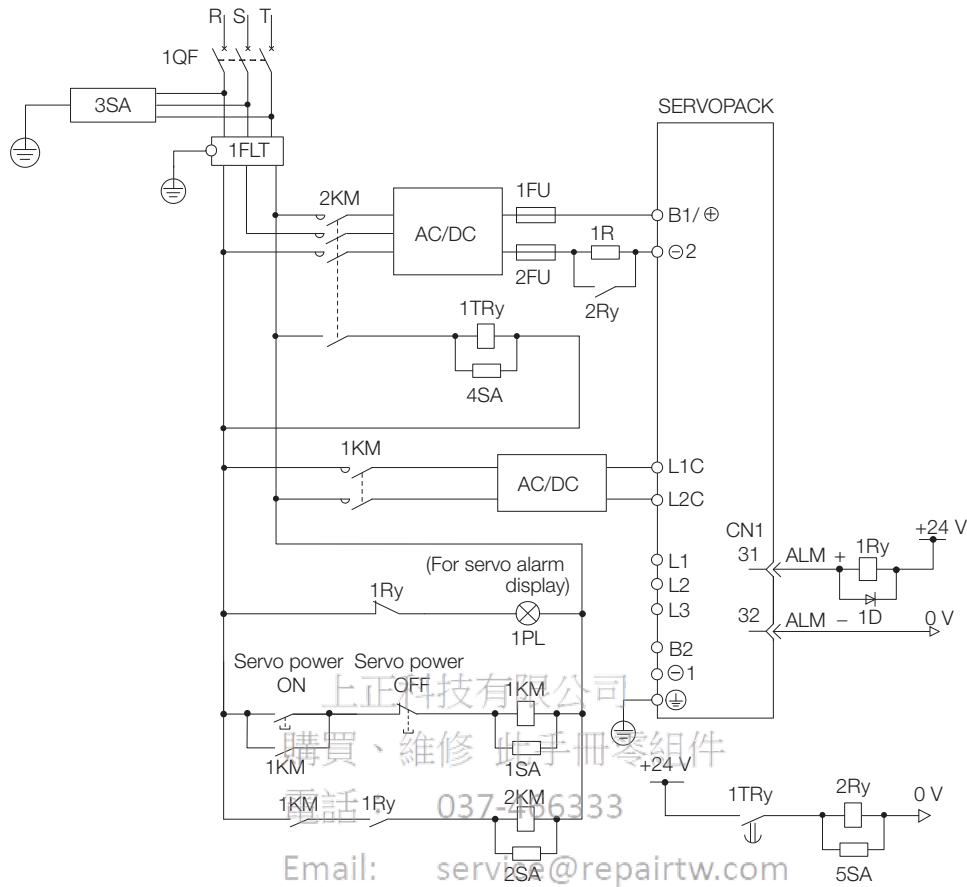 R S T
1QF
3SA
SERVOPACK
1FLT
2KM
1FU
AC/DC
B1/⊕
1R
⊖2
2FU
2Ry
1TRy
4SA
1KM
L1C
AC/DC
L2C
CN1
+24 V
31 ALM + 1Ry
L1
(For servo alarm
display)
L2
1Ry
L3
1D
32 ALM − 0 V
1PL
B2
Servo power
ON
Servo power
OFF
⊖1
上正科技有限公司
1KM
1KM
1SA
購買、維修 此手冊零組件
+24 V
1KM 1Ry 2KM
電話: 037-466333
1TRy 2Ry 0 V
2SA
5SA
Email: service@repairtw.com